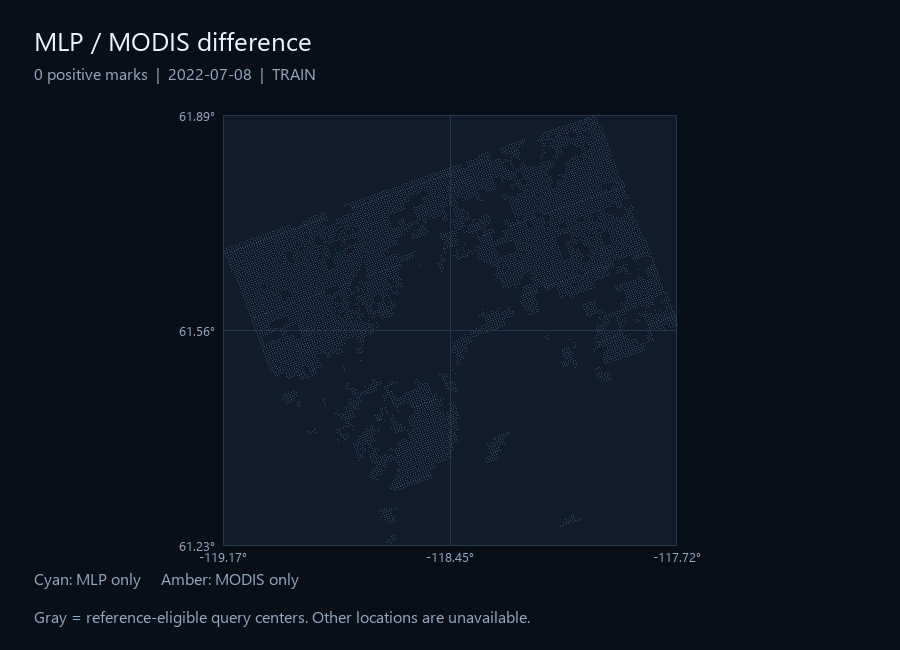 MLP / MODIS difference
0 positive marks | 2022-07-08 | TRAIN
61.89°
61.56°
61.23°
-119.17° -118.45° -117.72°
Cyan: MLP only Amber: MODIS only
Gray = reference-eligible query centers. Other locations are unavailable.